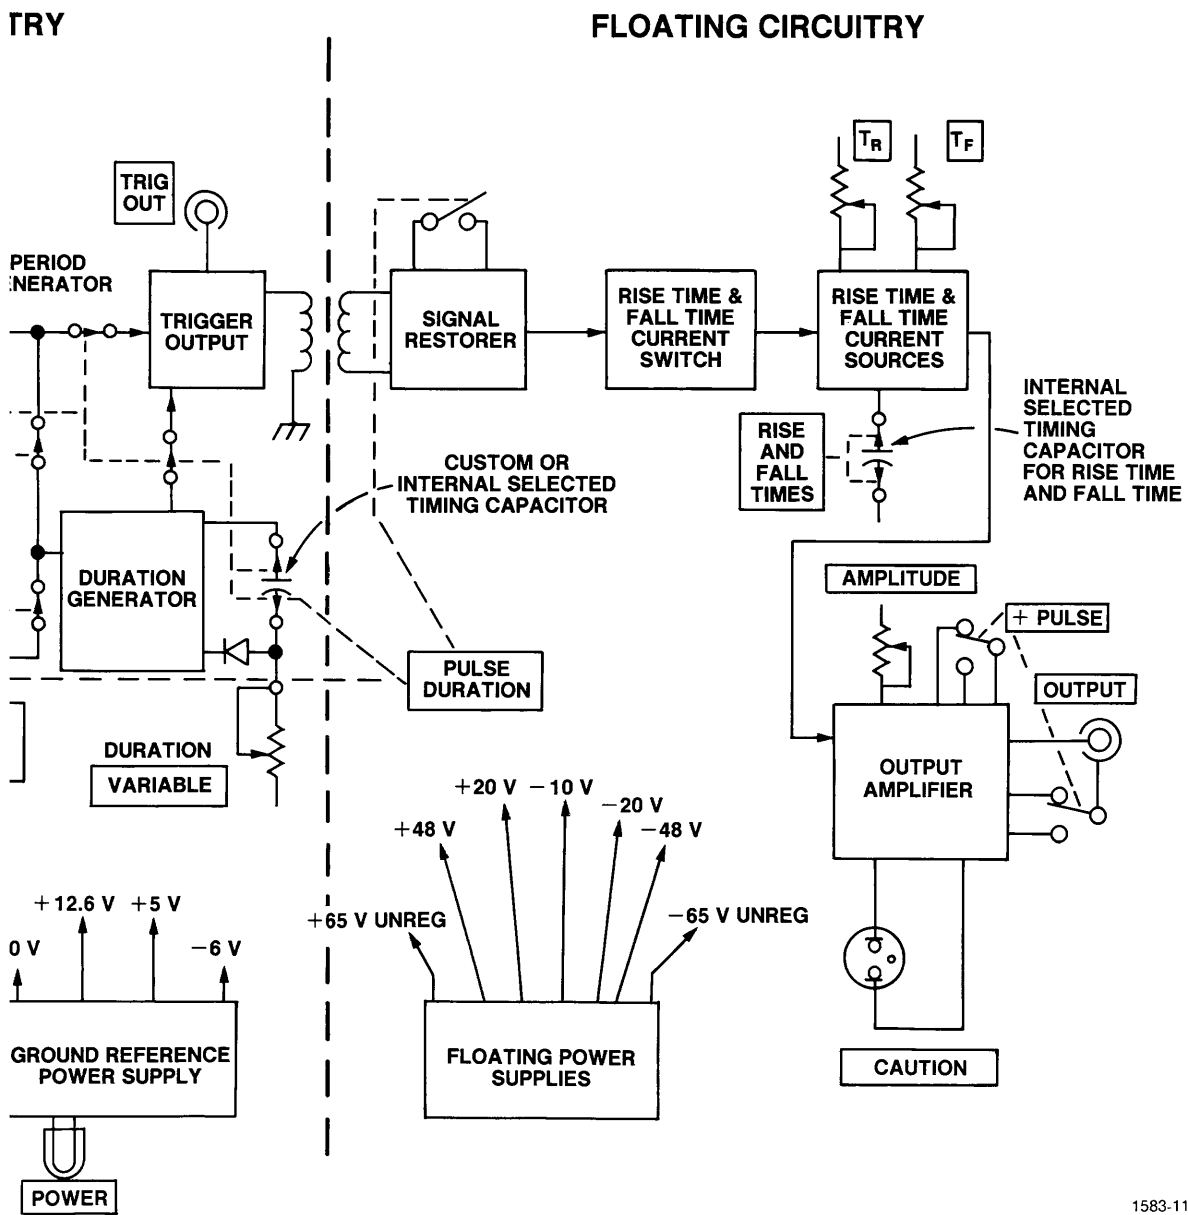 TRY
FLOATING CIRCUITRY
TR
TF
TRIG
OUT
PERIOD
ENERATOR
TRIGGER
OUTPUT
SIGNAL
RESTORER
RISE TIME &
FALL TIME
CURRENT
SWITCH
RISE TIME &
FALL TIME
CURRENT
SOURCES
INTERNAL
SELECTED
TIMING
CAPACITOR
FOR RISE TIME
AND FALL TIME
RISE
AND
FALL
TIMES
CUSTOM OR
INTERNAL SELECTED
TIMING CAPACITOR
DURATION
GENERATOR
AMPLITUDE
+ PULSE
PULSE
DURATION
OUTPUT
DURATION
VARIABLE
OUTPUT
AMPLIFIER
+20 V
−10 V
−20 V
+48 V
−48 V
+65 V UNREG
−65 V UNREG
+12.6 V
+5 V
0 V
−6 V
GROUND REFERENCE
POWER SUPPLY
FLOATING POWER
SUPPLIES
CAUTION
POWER
1583-11